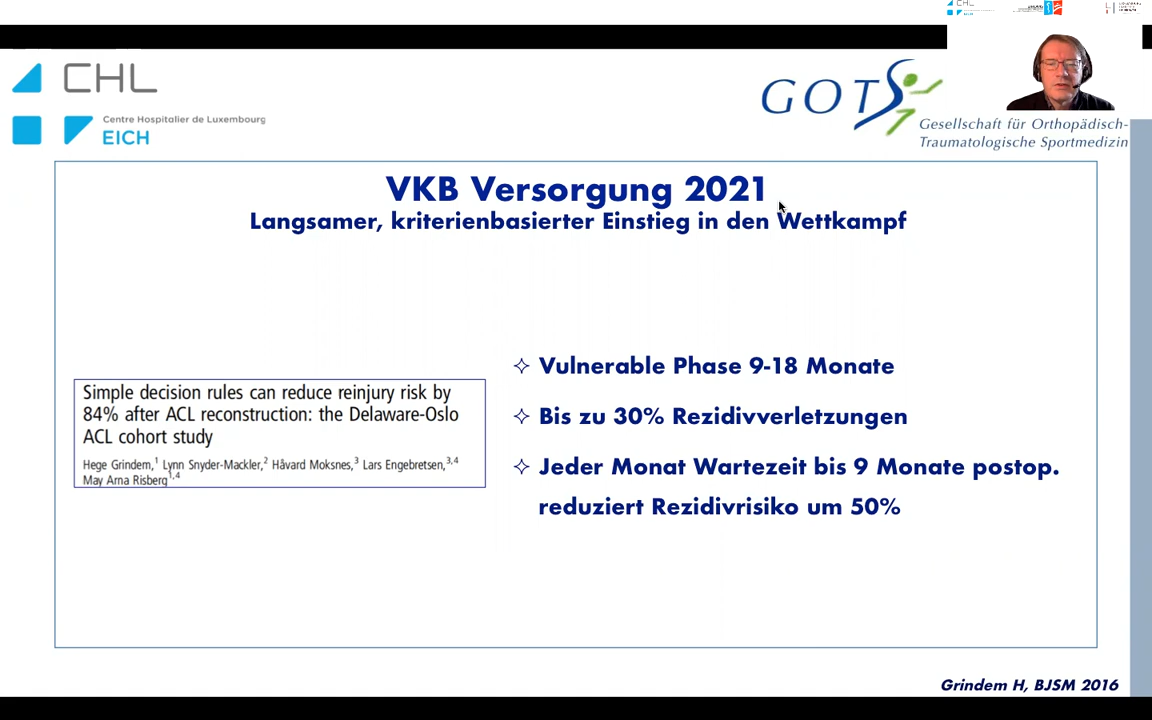 CHL
Centre Hospitalier de Luxembourg
EICH
GOTS
Gesellschaft für Orthopädisch-
Traumatologische Sportmedizin
VKB Versorgung 2021
Langsamer, kriterienbasierter Einstieg in den Wettkampf
Simple decision rules can reduce reinjury risk by
84% after ACL reconstruction: the Delaware-Oslo
ACL cohort study
Hege Grindem,1 Lynn Snyder-Mackler,2 Håvard Moksnes,3 Lars Engebretsen,3,4
May Arna Risberg1,4
✧ Vulnerable Phase 9-18 Monate
✧ Bis zu 30% Rezidivverletzungen
✧ Jeder Monat Wartezeit bis 9 Monate postop.
reduziert Rezidivrisiko um 50%
Grindem H, BJSM 2016